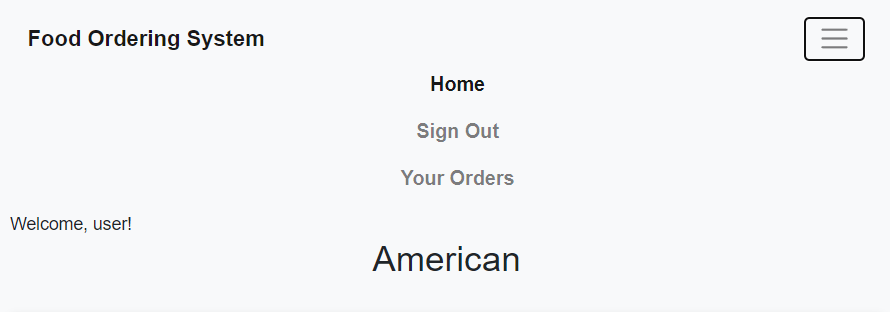 Food Ordering System
Home
Sign Out
Your Orders
Welcome, user!
American